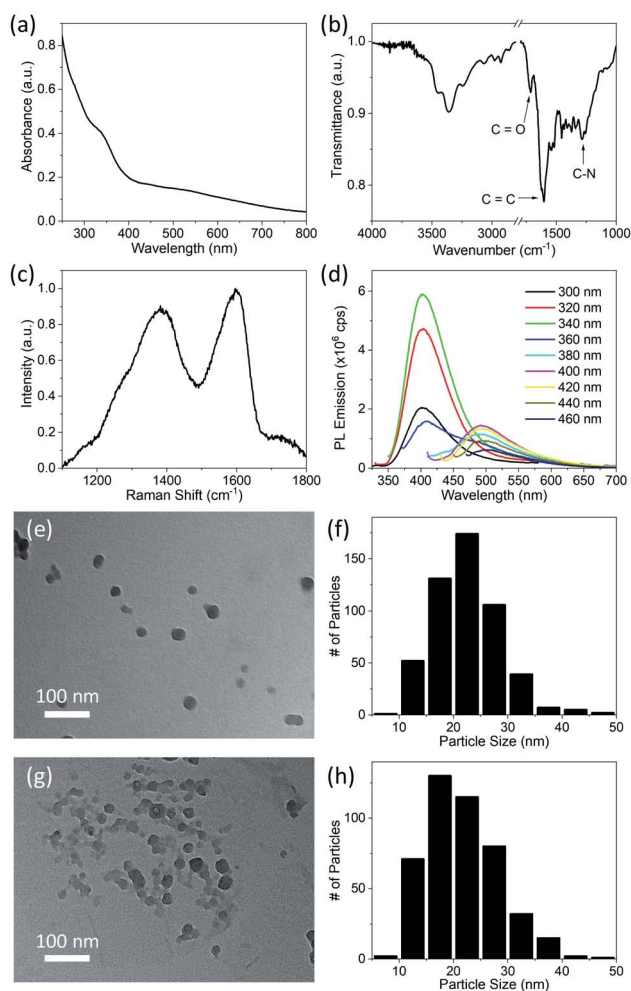 (a)
0.8
0.6
0.4
0.2
0.0
Absorbance (a.u.)
300 400 500 600 700 800
Wavelength (nm)
(b)
1.0
0.9
0.8
Transmittance (a.u.)
C = O
C = C
C-N
4000 3500 3000 1500 1000
Wavenumber (cm⁻¹)
(c)
1.0
0.8
0.6
0.4
0.2
0.0
Intensity (a.u.)
1200 1400 1600 1800
Raman Shift (cm⁻¹)
(d)
6
4
2
0
PL Emission (x10⁶ cps)
300 nm
320 nm
340 nm
360 nm
380 nm
400 nm
420 nm
440 nm
460 nm
350 400 450 500 550 600 650 700
Wavelength (nm)
(e)
100 nm
(f)
150
100
50
0
# of Particles
10 20 30 40 50
Particle Size (nm)
(g)
100 nm
(h)
100
50
0
# of Particles
10 20 30 40 50
Particle Size (nm)